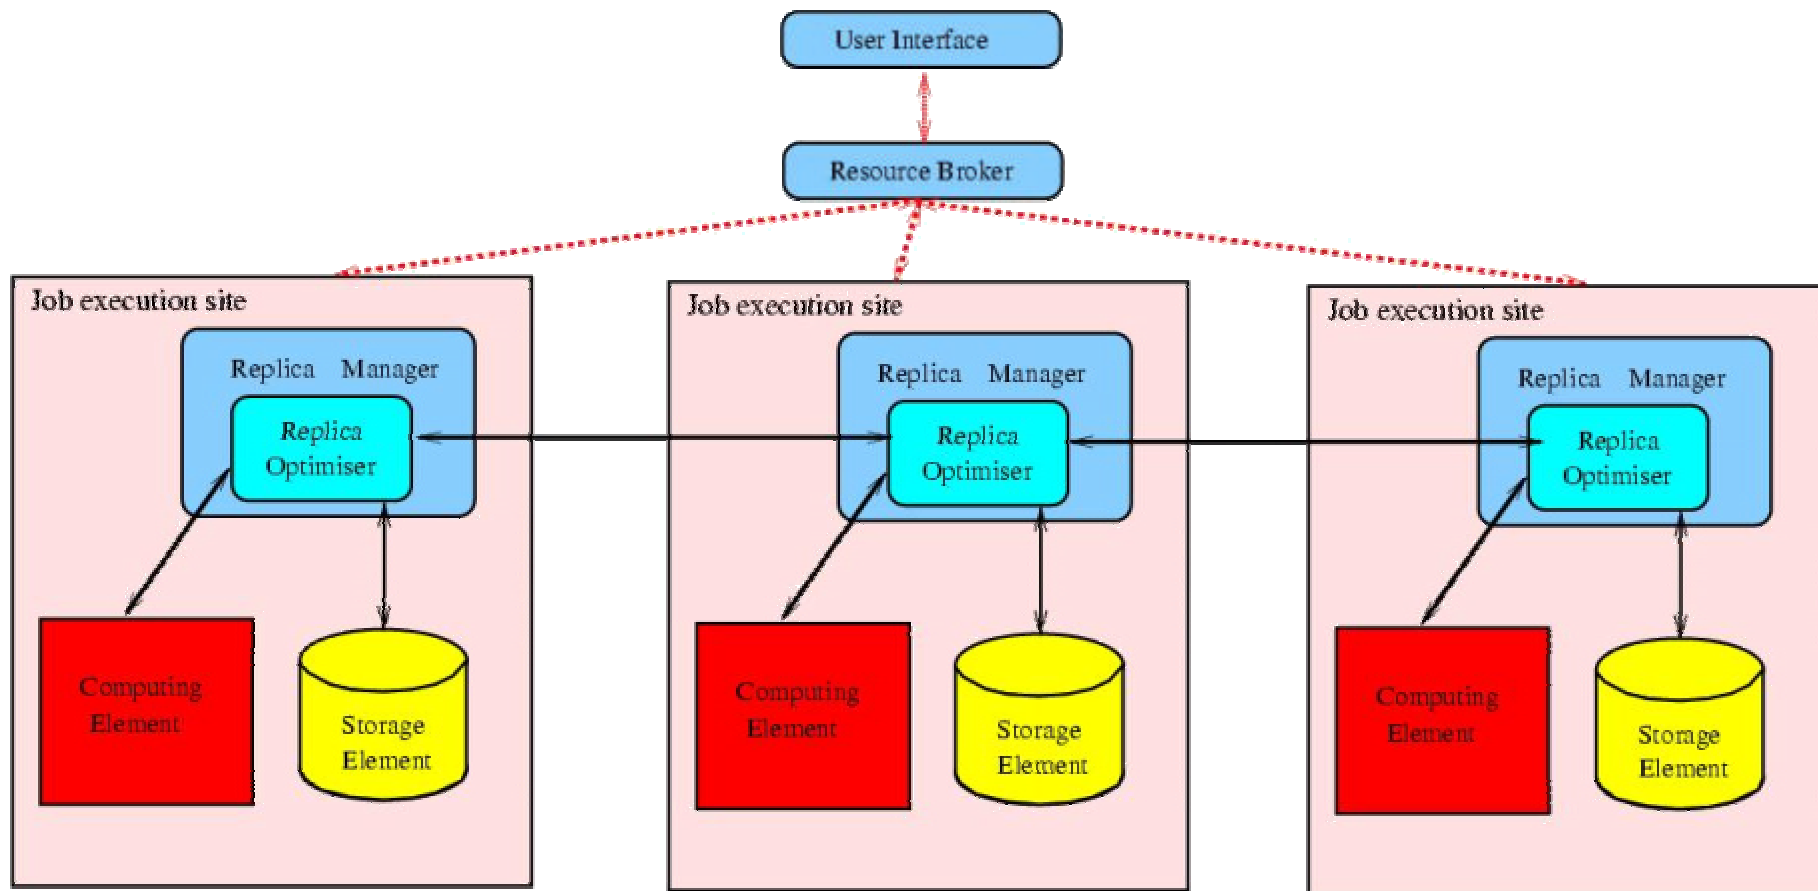 User Interface
Resource Broker
Job execution site
Replica Manager
Replica
Optimiser
Computing
Element
Storage
Element
Job execution site
Replica Manager
Replica
Optimiser
Computing
Element
Storage
Element
Job execution site
Replica Manager
Replica
Optimiser
Computing
Element
Storage
Element